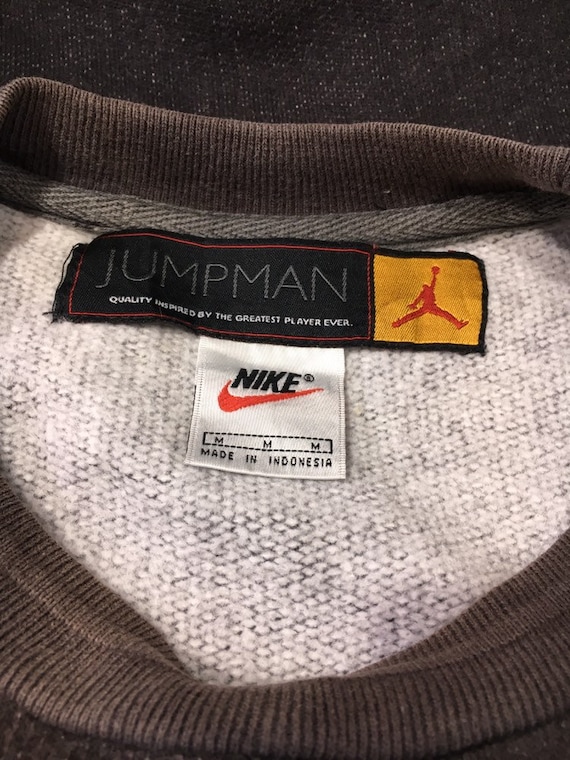 JUMPMAN
QUALITY INSPIRED BY THE GREATEST PLAYER EVER.
NIKE®
M M M
MADE IN INDONESIA